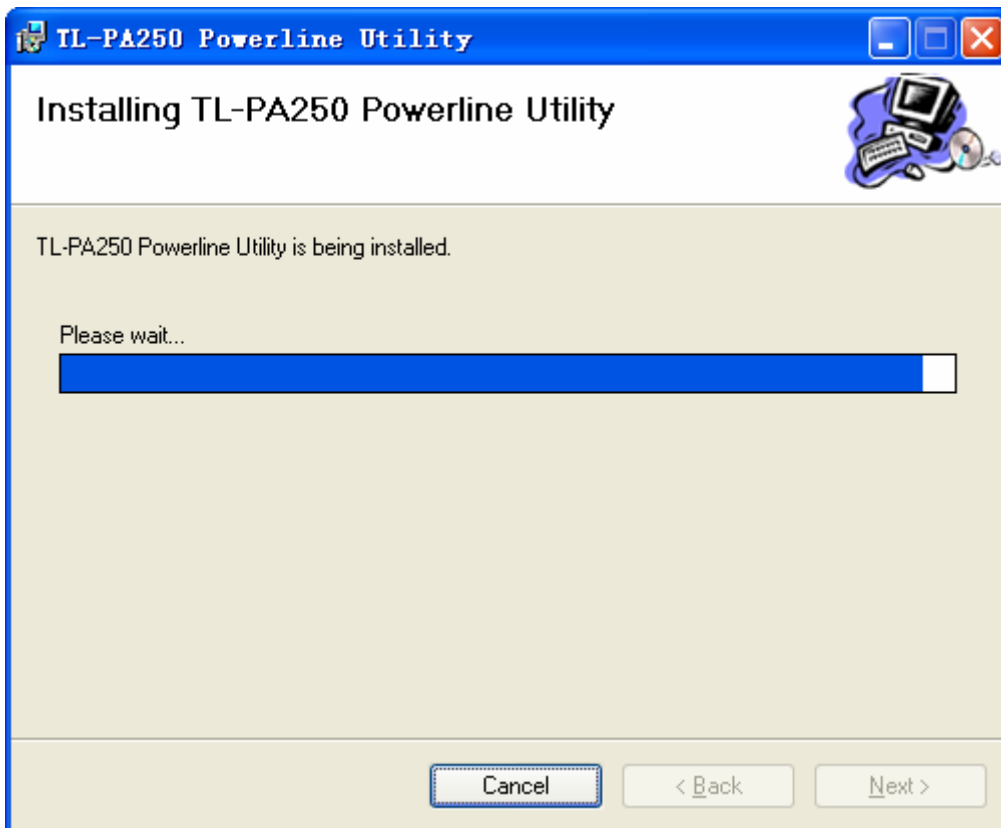 TL-PA250 Powerline Utility
Installing TL-PA250 Powerline Utility
TL-PA250 Powerline Utility is being installed.
Please wait...
Cancel
< Back
Next >